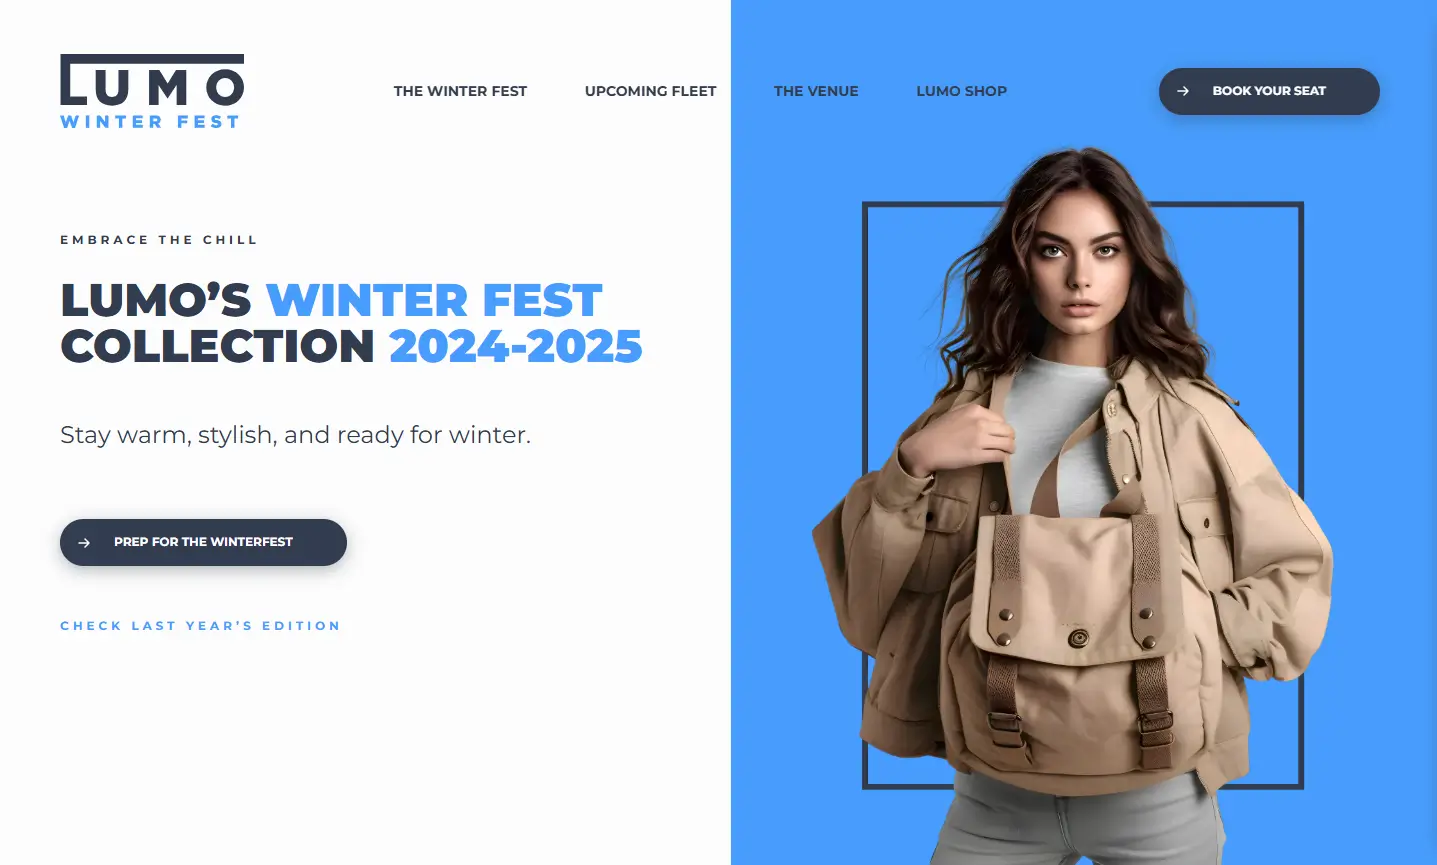 LUMO
WINTER FEST
THE WINTER FEST
UPCOMING FLEET
THE VENUE
LUMO SHOP
BOOK YOUR SEAT
EMBRACE THE CHILL
LUMO’S WINTER FEST
COLLECTION 2024-2025
Stay warm, stylish, and ready for winter.
PREP FOR THE WINTERFEST
CHECK LAST YEAR’S EDITION